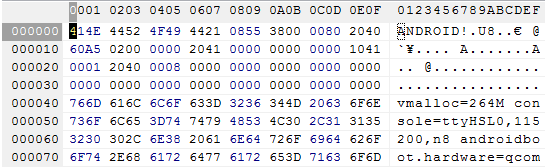 0001 0203 0405 0607 0809 0A0B 0C0D 0E0F 0123456789ABCDEF
000000 414E 4452 4F49 4421 0855 3800 0080 2040 ANDROID!.U8..€ @
000010 60A5 0200 0000 2041 0000 0000 0000 1041 `¥.... A.......A
000020 0001 2040 0008 0000 0000 0000 0000 0000 .. @............
000030 0000 0000 0000 0000 0000 0000 0000 0000 ................
000040 766D 616C 6C6F 633D 3236 344D 2063 6F6E vmalloc=264M con
000050 736F 6C65 3D74 7479 4853 4C30 2C31 3135 sole=ttyHSL0,115
000060 3230 302C 6E38 2061 6E64 726F 6964 626F 200,n8 androidbo
000070 6F74 2E68 6172 6477 6172 653D 7163 6F6D ot.hardware=qcom